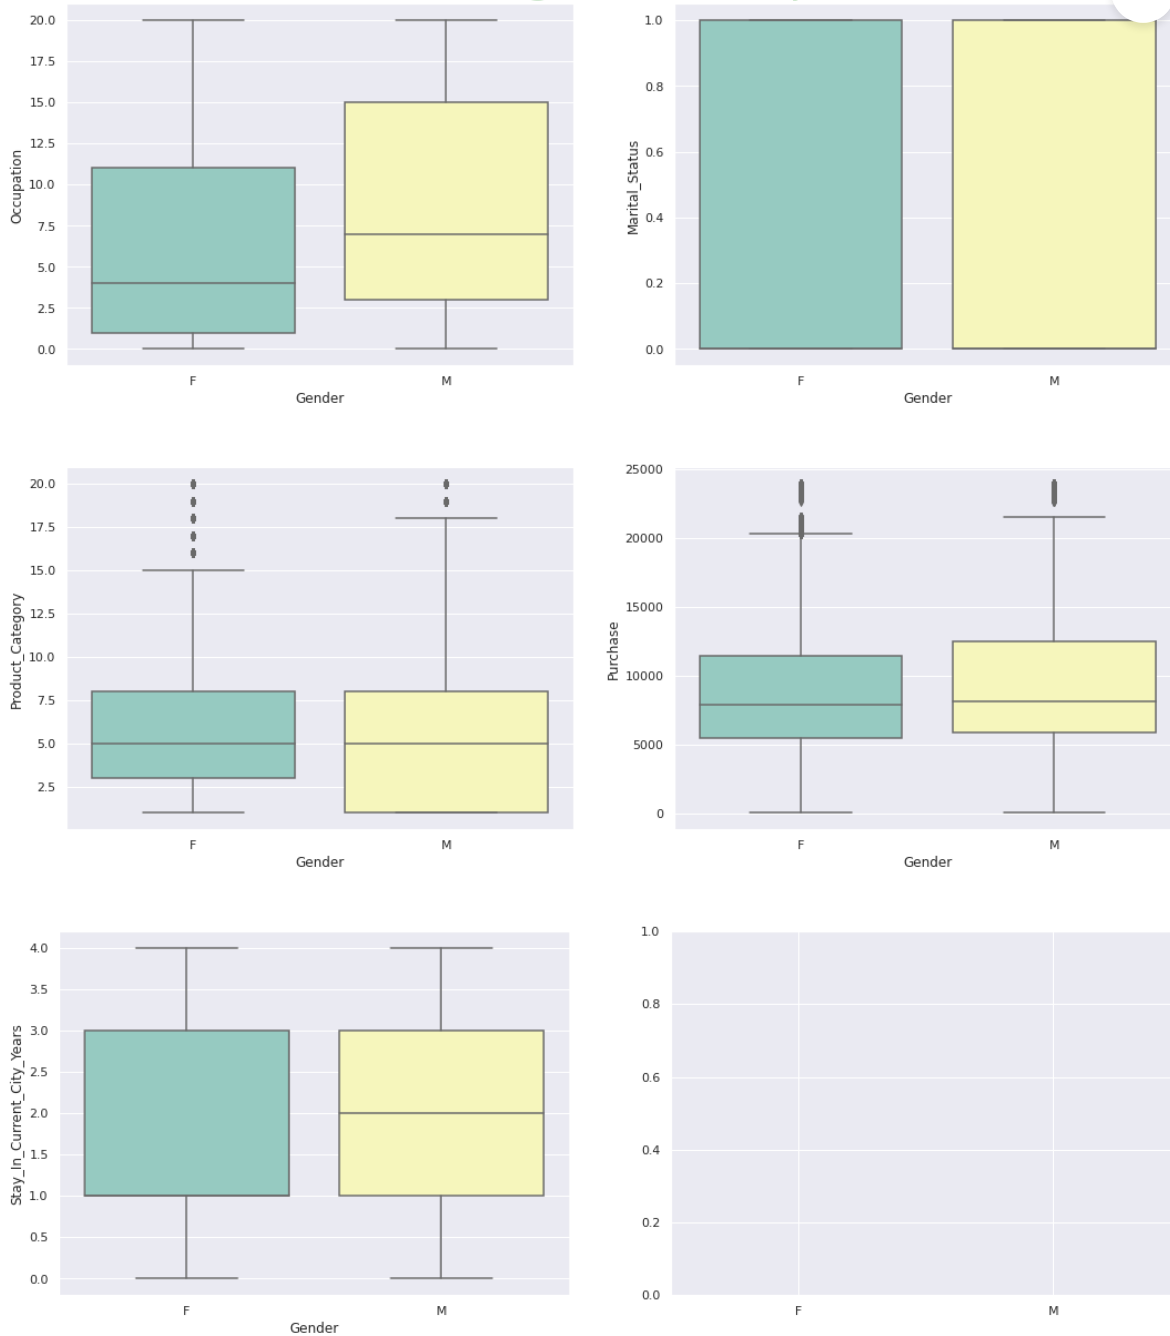 20.0
17.5
15.0
12.5
10.0
7.5
5.0
2.5
0.0
Occupation
F M
Gender
1.0
0.8
0.6
0.4
0.2
0.0
Marital_Status
F M
Gender
20.0
17.5
15.0
12.5
10.0
7.5
5.0
2.5
Product_Category
F M
Gender
25000
20000
15000
10000
5000
0
Purchase
F M
Gender
4.0
3.5
3.0
2.5
2.0
1.5
1.0
0.5
0.0
Stay_In_Current_City_Years
F M
Gender
1.0
0.8
0.6
0.4
0.2
0.0
F M